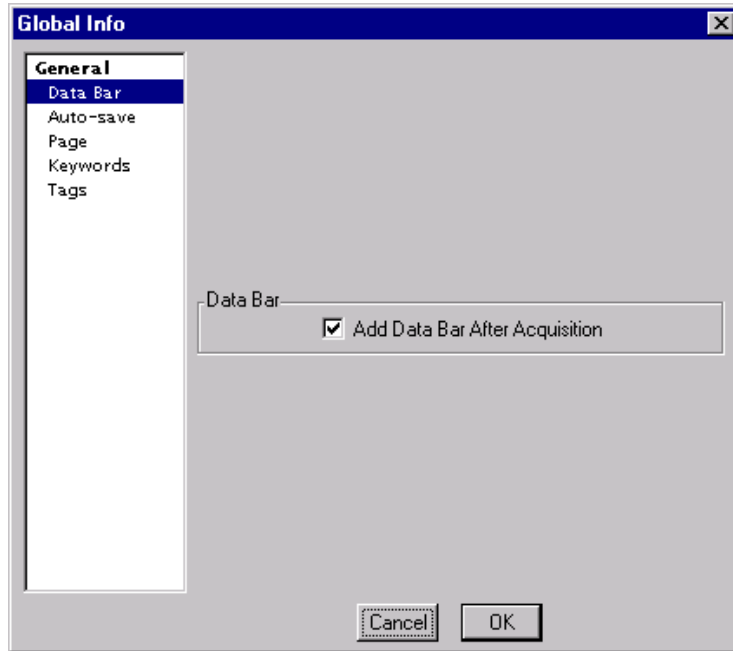 Global Info
General
Data Bar
Auto-save
Page
Keywords
Tags
Data Bar
Add Data Bar After Acquisition
Cancel
OK